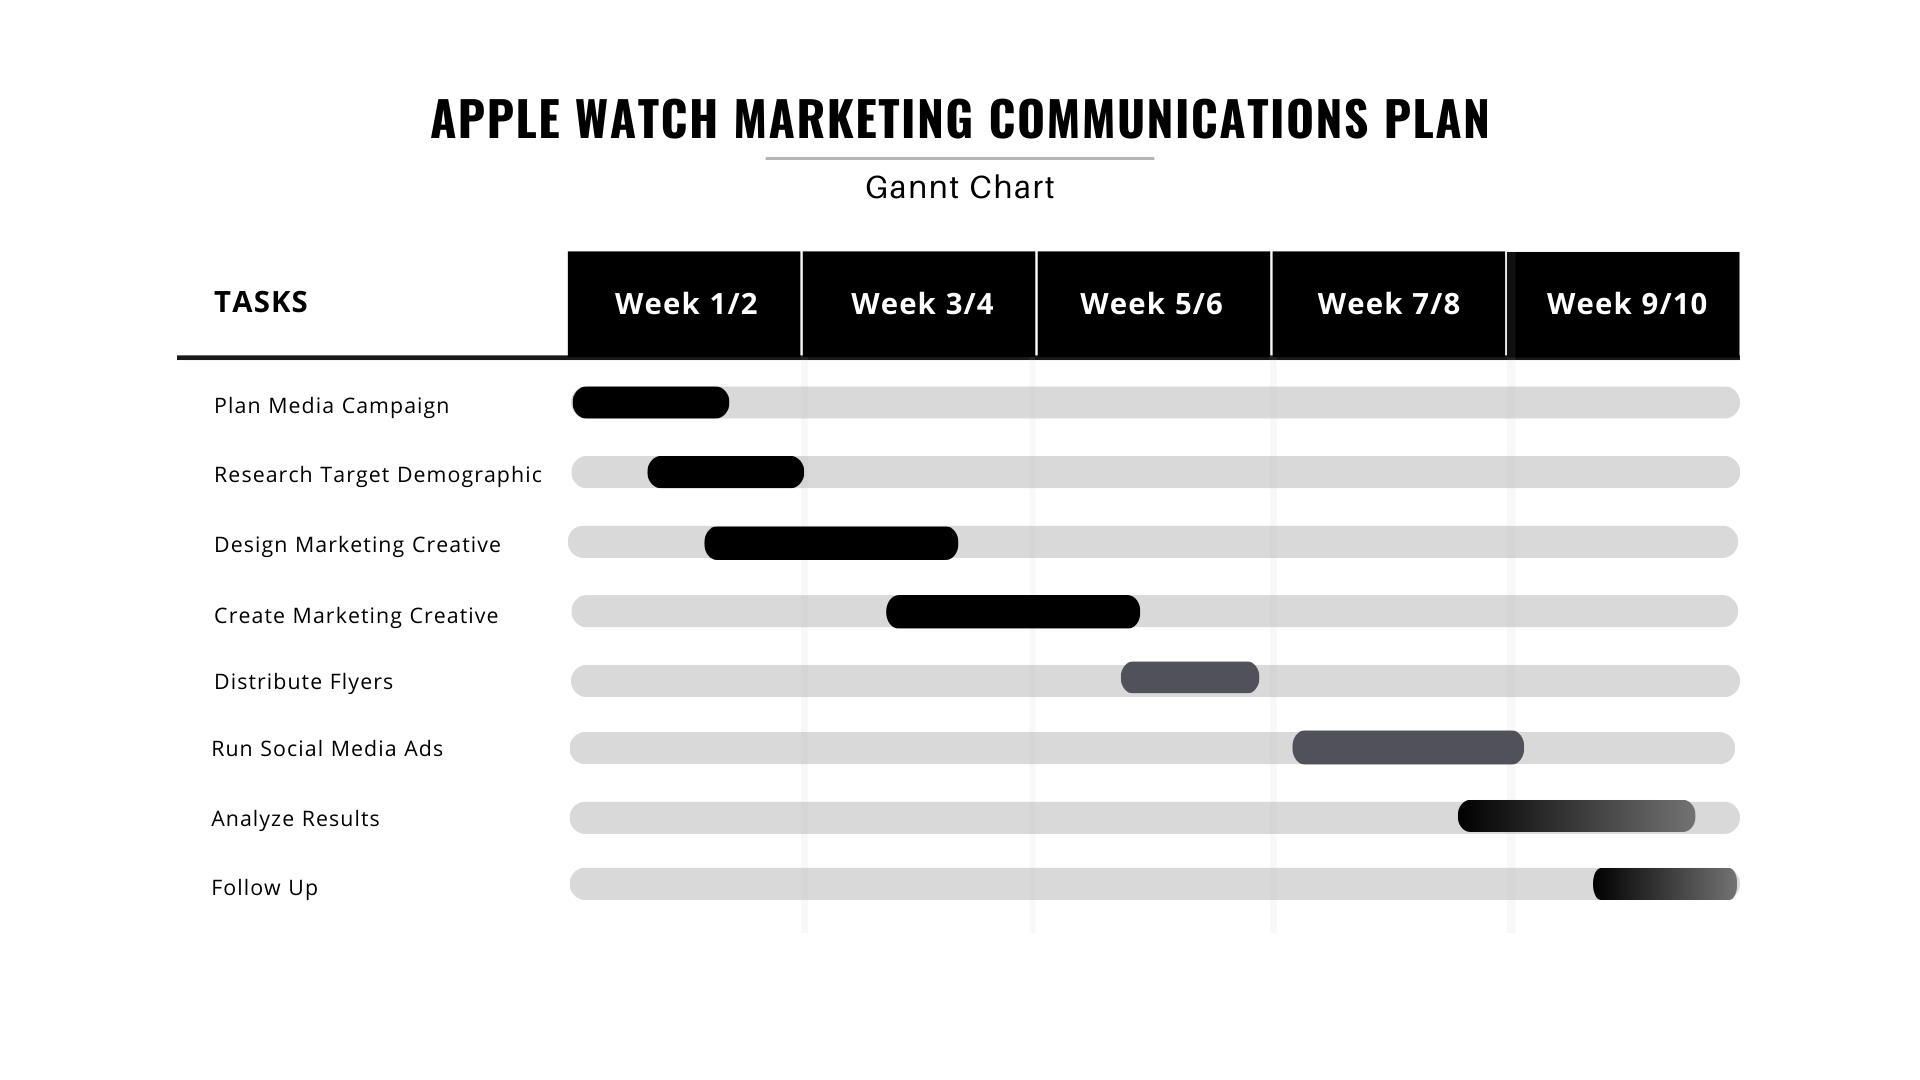 APPLE WATCH MARKETING COMMUNICATIONS PLAN
Gannt Chart
TASKS
Week 1/2
Week 3/4
Week 5/6
Week 7/8
Week 9/10
Plan Media Campaign
Research Target Demographic
Design Marketing Creative
Create Marketing Creative
Distribute Flyers
Run Social Media Ads
Analyze Results
Follow Up